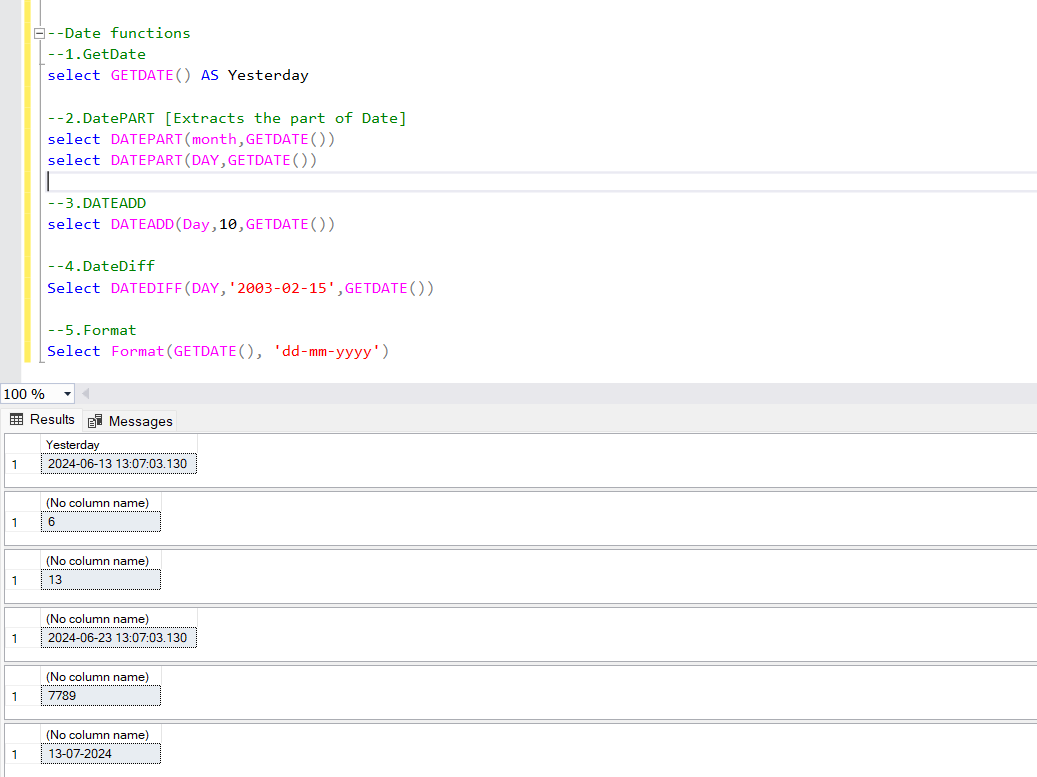 --Date functions
--1.GetDate
select GETDATE() AS Yesterday
--2.DatePART [Extracts the part of Date]
select DATEPART(month,GETDATE())
select DATEPART(DAY,GETDATE())
--3.DATEADD
select DATEADD(Day,10,GETDATE())
--4.DateDiff
Select DATEDIFF(DAY,'2003-02-15',GETDATE())
--5.Format
Select Format(GETDATE(), 'dd-mm-yyyy')
100 %
Results Messages
Yesterday
1 2024-06-13 13:07:03.130
(No column name)
1 6
(No column name)
1 13
(No column name)
1 2024-06-23 13:07:03.130
(No column name)
1 7789
(No column name)
1 13-07-2024